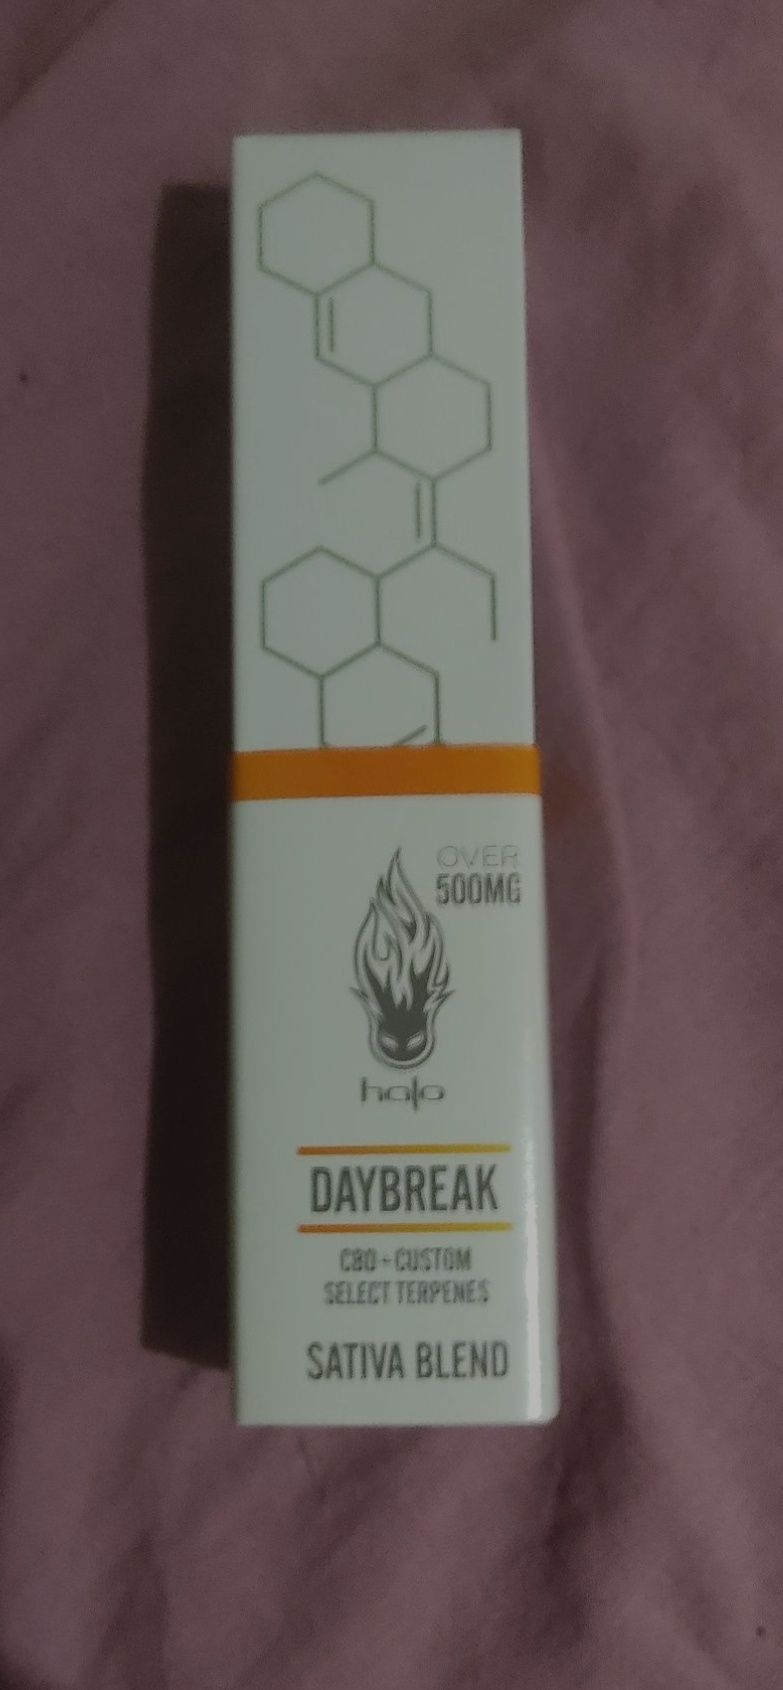 OVER
500MG
halo
DAYBREAK
CBD + CUSTOM
SELECT TERPENES
SATIVA BLEND